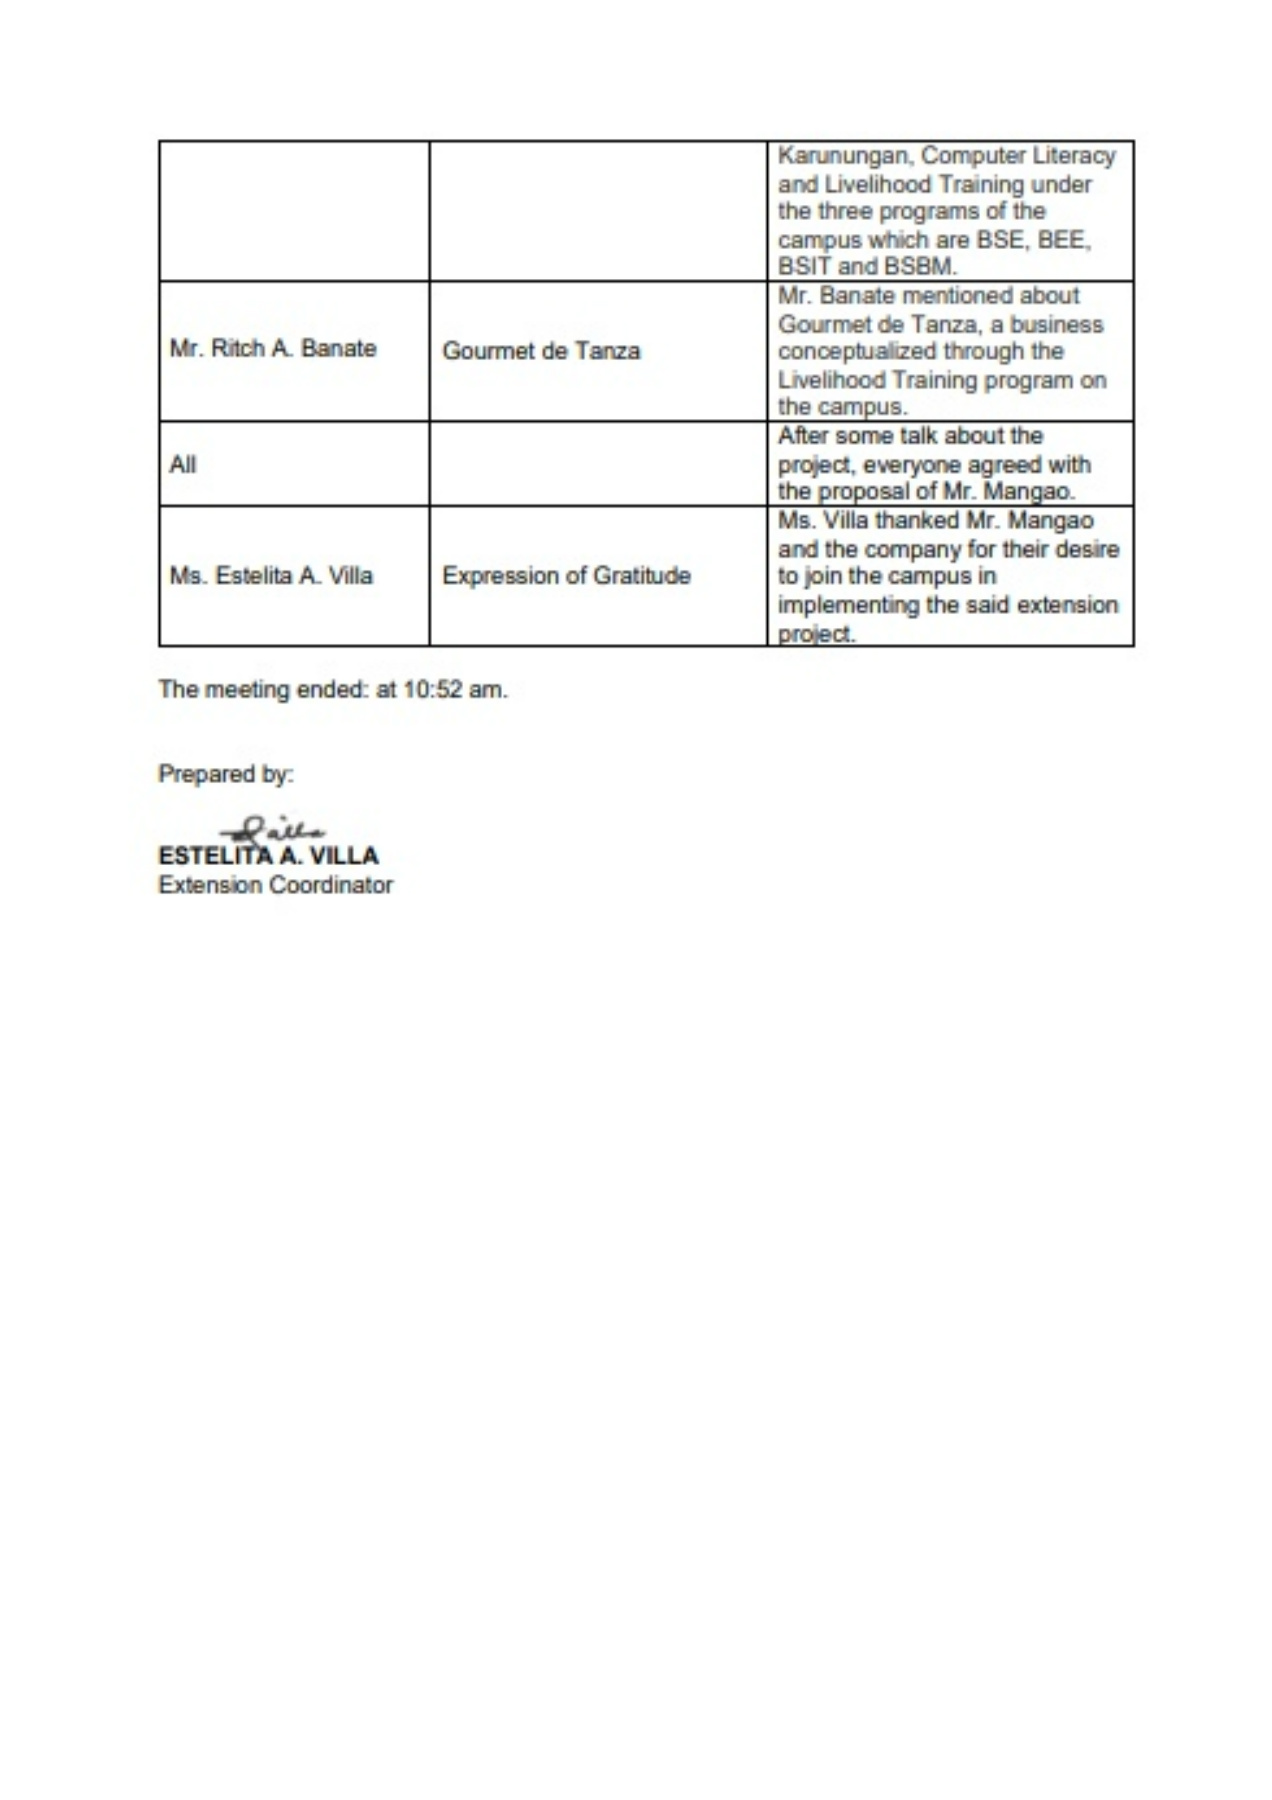 Karunungan, Computer Literacy
and Livelihood Training under
the three programs of the
campus which are BSE, BEE,
BSIT and BSBM.
Mr. Ritch A. Banate
Gourmet de Tanza
Mr. Banate mentioned about
Gourmet de Tanza, a business
conceptualized through the
Livelihood Training program on
the campus.
All
After some talk about the
project, everyone agreed with
the proposal of Mr. Mangao.
Ms. Estelita A. Villa
Expression of Gratitude
Ms. Villa thanked Mr. Mangao
and the company for their desire
to join the campus in
implementing the said extension
project.
The meeting ended: at 10:52 am.
Prepared by:
ESTELITA A. VILLA
Extension Coordinator